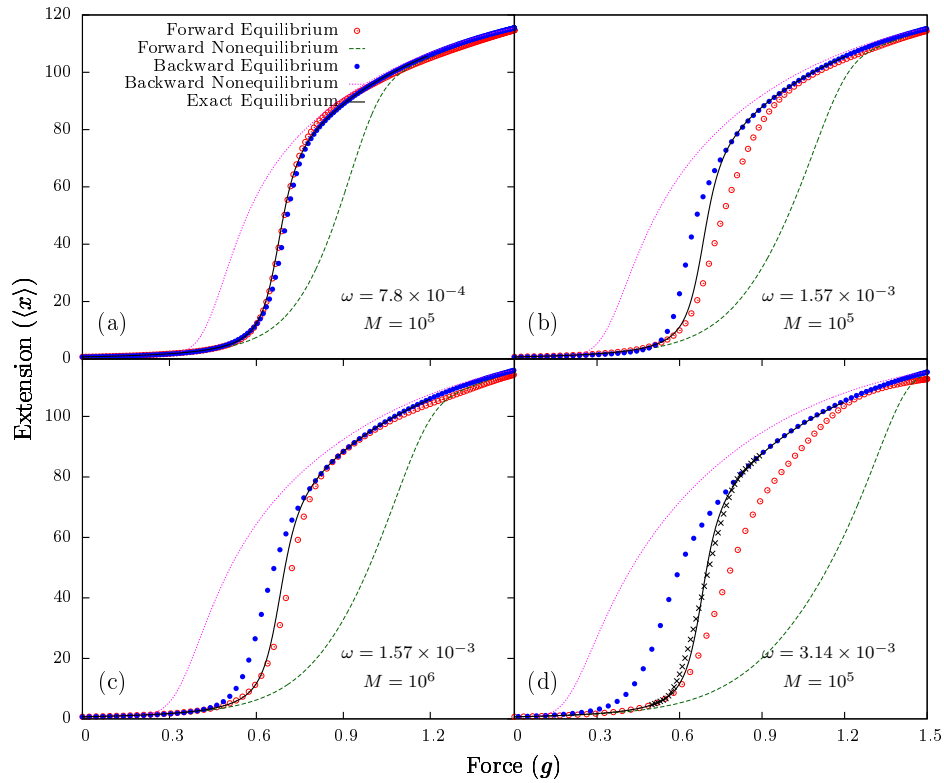 120
100
80
60
40
20
0
Forward Equilibrium
Forward Nonequilibrium
Backward Equilibrium
Backward Nonequilibrium
Exact Equilibrium
(a)
ω = 7.8 × 10⁻⁴
M = 10⁵
(b)
ω = 1.57 × 10⁻³
M = 10⁵
Extension (⟨x⟩)
100
80
60
40
20
0
(c)
ω = 1.57 × 10⁻³
M = 10⁶
(d)
ω = 3.14 × 10⁻³
M = 10⁵
0 0.3 0.6 0.9 1.2
0 0.3 0.6 0.9 1.2 1.5
Force (g)